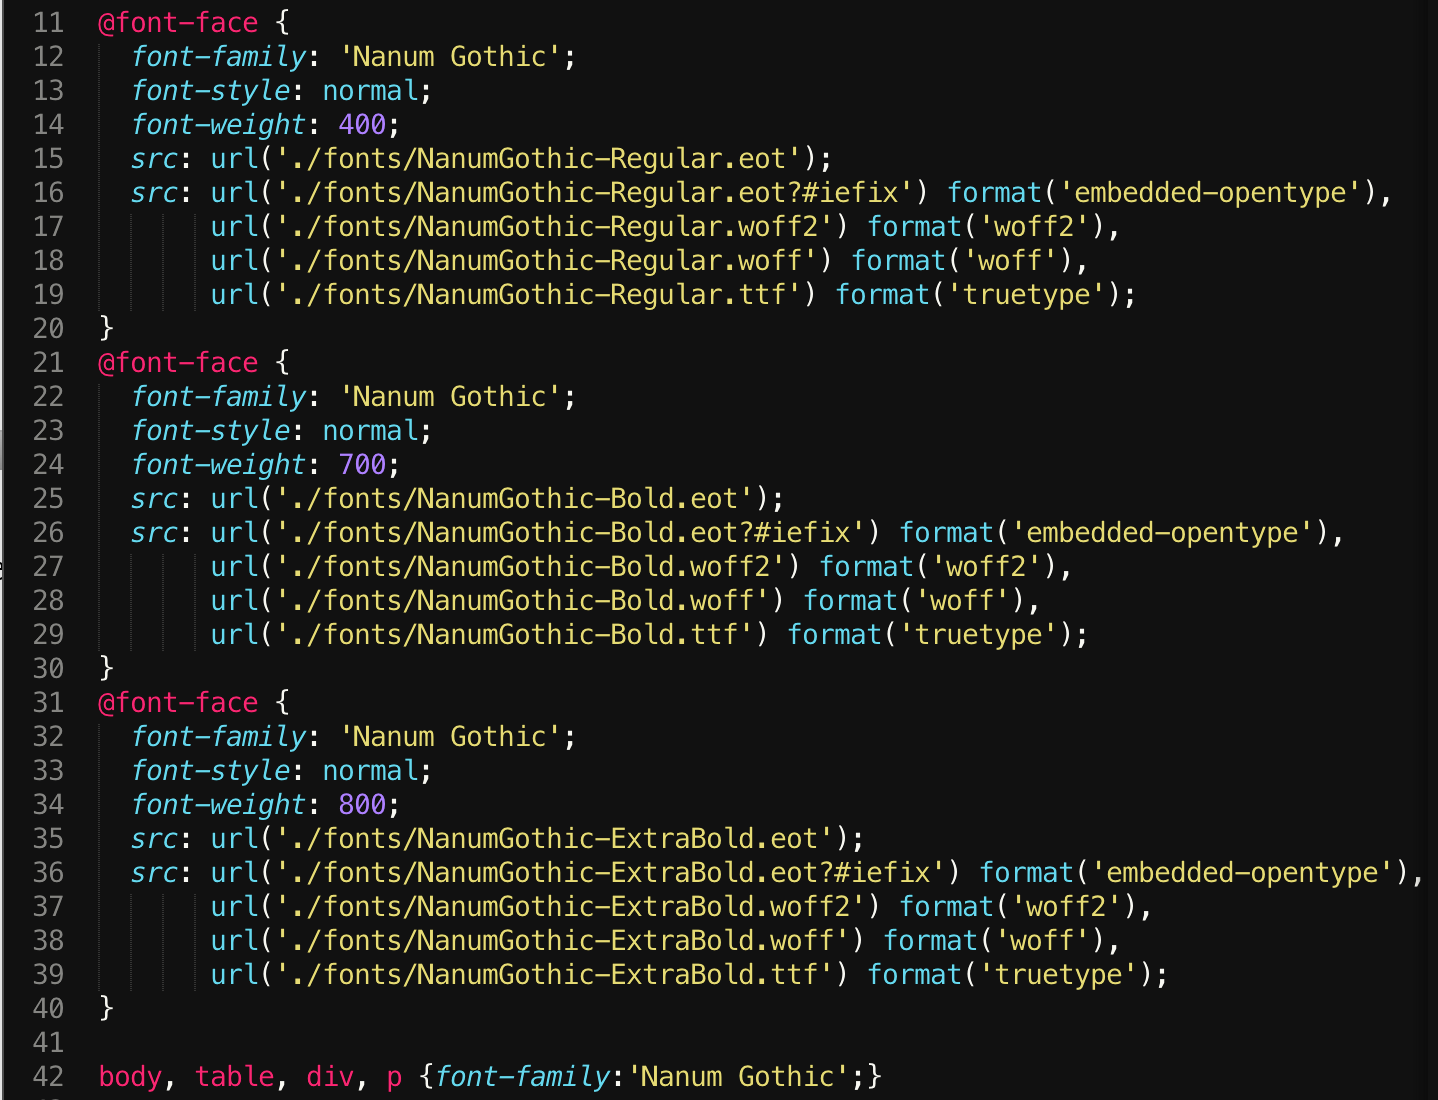 11 @font-face {
12 font-family: 'Nanum Gothic';
13 font-style: normal;
14 font-weight: 400;
15 src: url('./fonts/NanumGothic-Regular.eot');
16 src: url('./fonts/NanumGothic-Regular.eot?#iefix') format('embedded-opentype'),
17 url('./fonts/NanumGothic-Regular.woff2') format('woff2'),
18 url('./fonts/NanumGothic-Regular.woff') format('woff'),
19 url('./fonts/NanumGothic-Regular.ttf') format('truetype');
20 }
21 @font-face {
22 font-family: 'Nanum Gothic';
23 font-style: normal;
24 font-weight: 700;
25 src: url('./fonts/NanumGothic-Bold.eot');
26 src: url('./fonts/NanumGothic-Bold.eot?#iefix') format('embedded-opentype'),
27 url('./fonts/NanumGothic-Bold.woff2') format('woff2'),
28 url('./fonts/NanumGothic-Bold.woff') format('woff'),
29 url('./fonts/NanumGothic-Bold.ttf') format('truetype');
30 }
31 @font-face {
32 font-family: 'Nanum Gothic';
33 font-style: normal;
34 font-weight: 800;
35 src: url('./fonts/NanumGothic-ExtraBold.eot');
36 src: url('./fonts/NanumGothic-ExtraBold.eot?#iefix') format('embedded-opentype'),
37 url('./fonts/NanumGothic-ExtraBold.woff2') format('woff2'),
38 url('./fonts/NanumGothic-ExtraBold.woff') format('woff'),
39 url('./fonts/NanumGothic-ExtraBold.ttf') format('truetype');
40 }
41
42 body, table, div, p {font-family:'Nanum Gothic';}